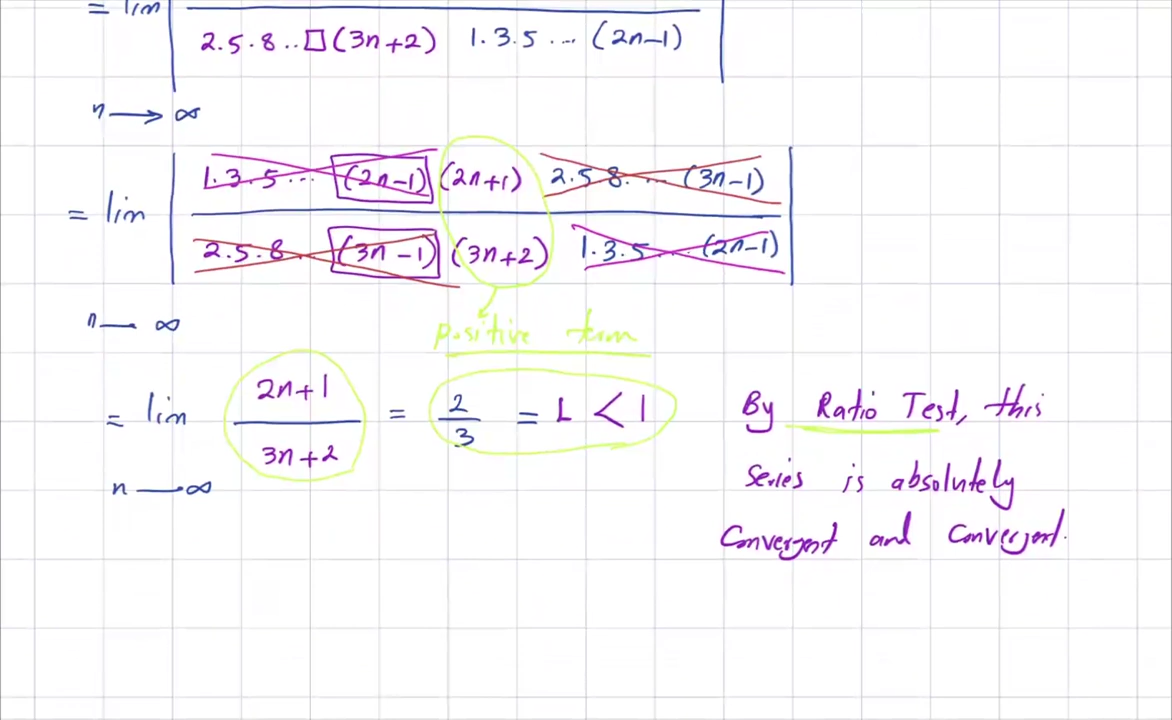 = lim
2.5.8..□(3n+2) 1.3.5... (2n-1)
n → ∞
1.3.5... (2n-1) (2n+1) 2.5.8. ... (3n-1)
= lim
2.5.8 ... (3n-1) (3n+2) 1.3.5. ... (2n-1)
n — ∞
positive term
= lim 2n+1 / 3n+2 = 2/3 = L < 1 By Ratio Test, this
n — ∞ Series is absolutely
Convergent and Convergent.